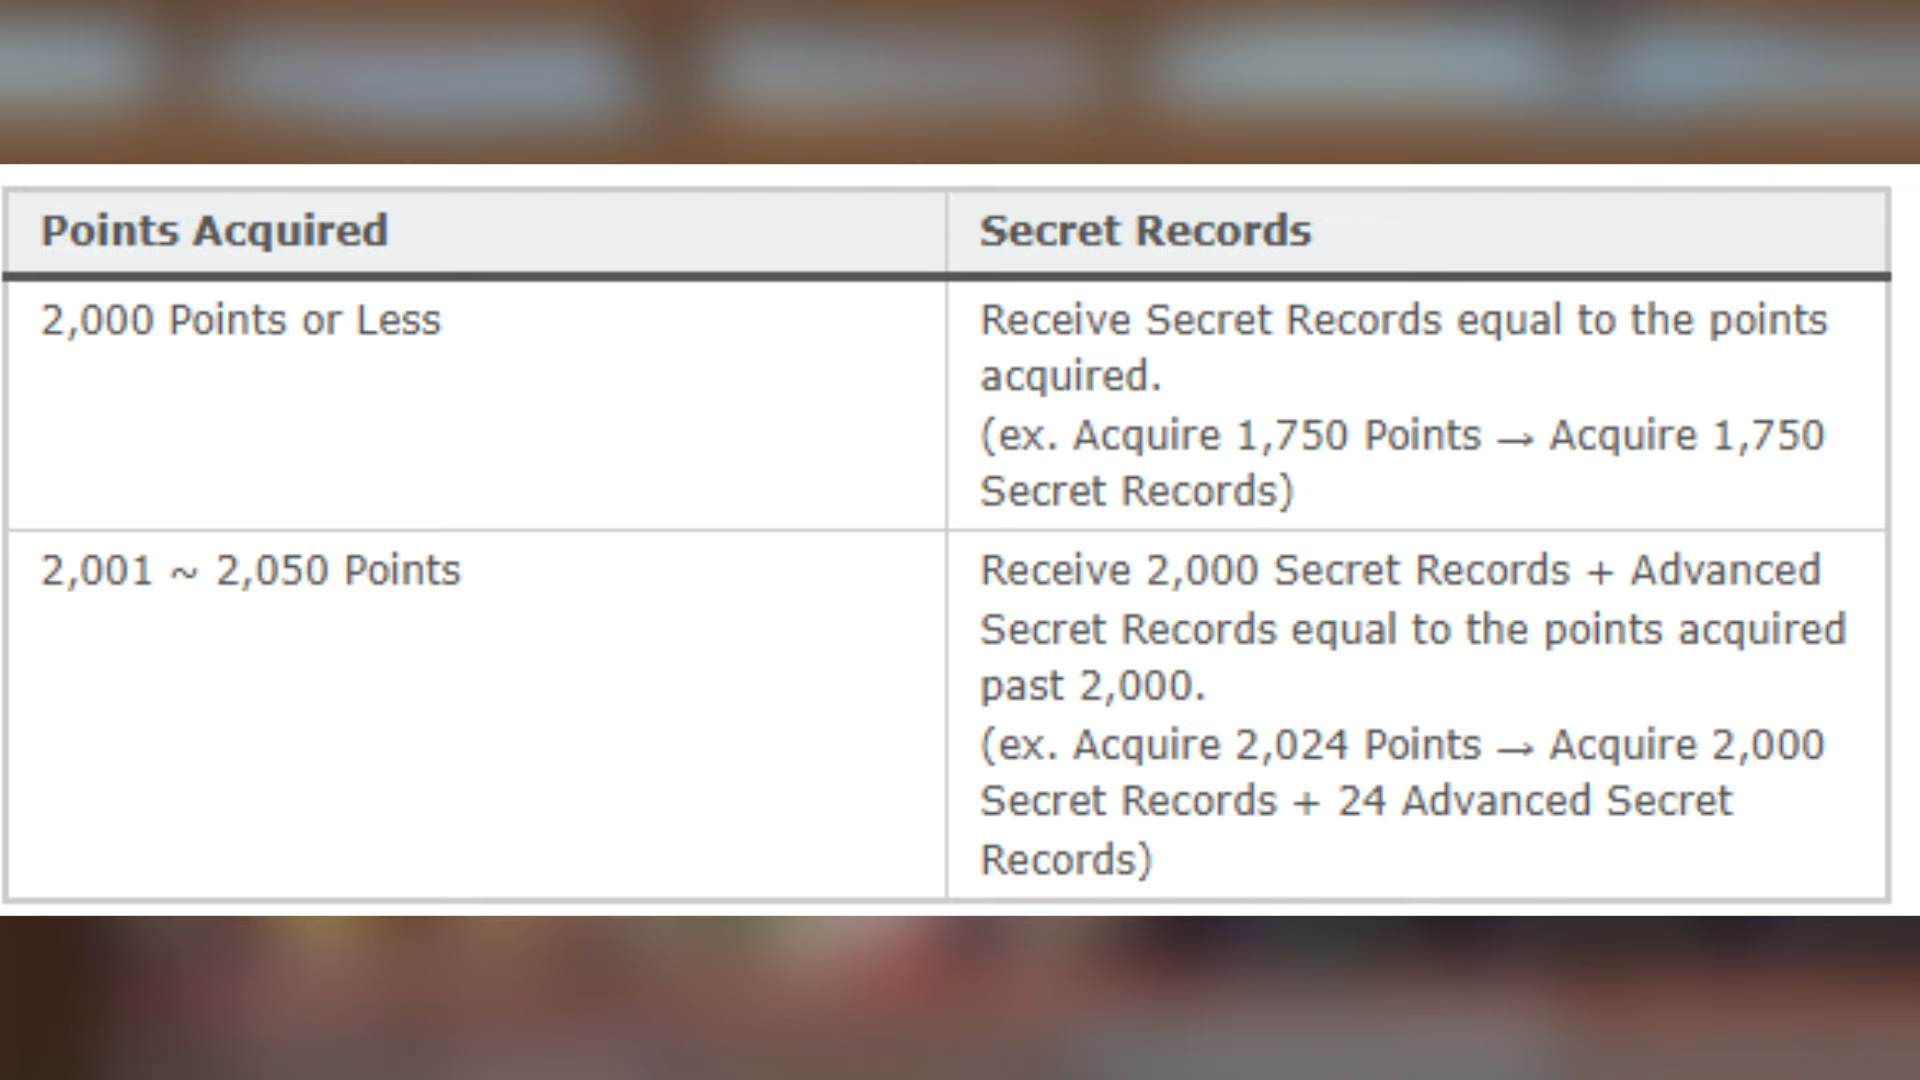 Points Acquired
Secret Records
2,000 Points or Less
Receive Secret Records equal to the points
acquired.
(ex. Acquire 1,750 Points → Acquire 1,750
Secret Records)
2,001 ~ 2,050 Points
Receive 2,000 Secret Records + Advanced
Secret Records equal to the points acquired
past 2,000.
(ex. Acquire 2,024 Points → Acquire 2,000
Secret Records + 24 Advanced Secret
Records)